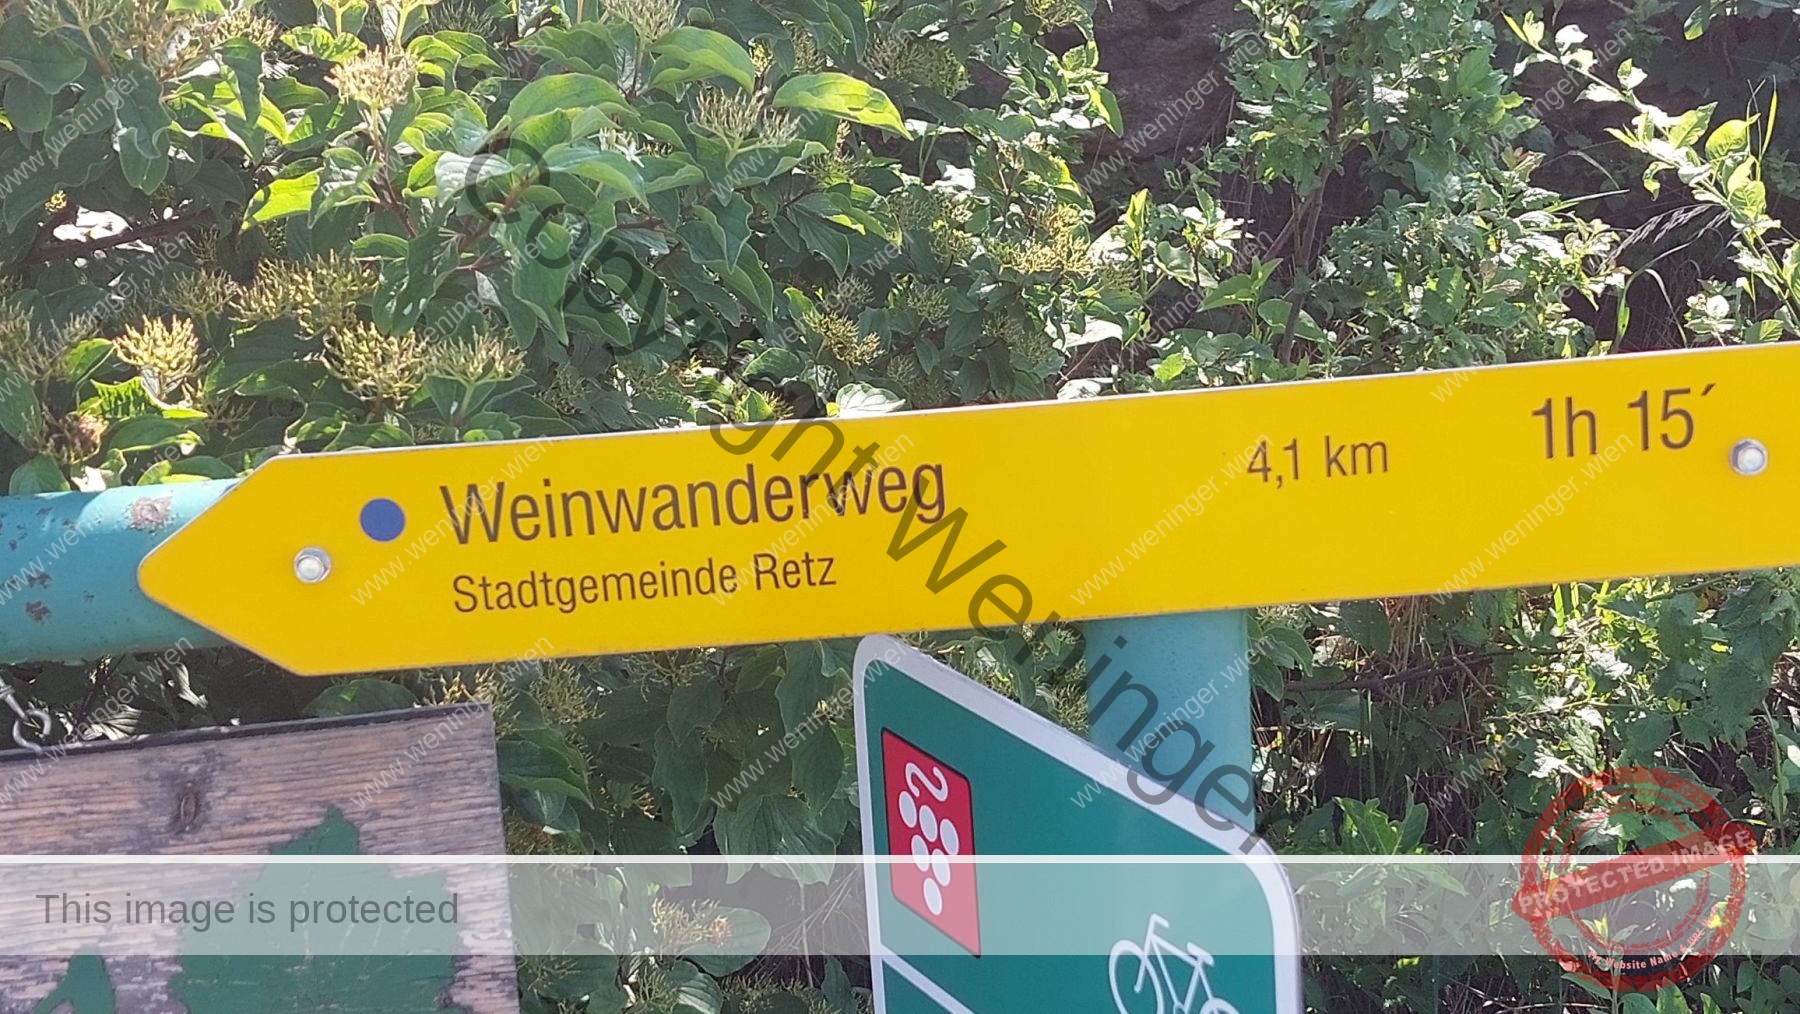 Weinwanderweg
Stadtgemeinde Retz
4,1 km
1h 15´
Copyright Weninger
www.weninger.wien
This image is protected
PROTECTED IMAGE